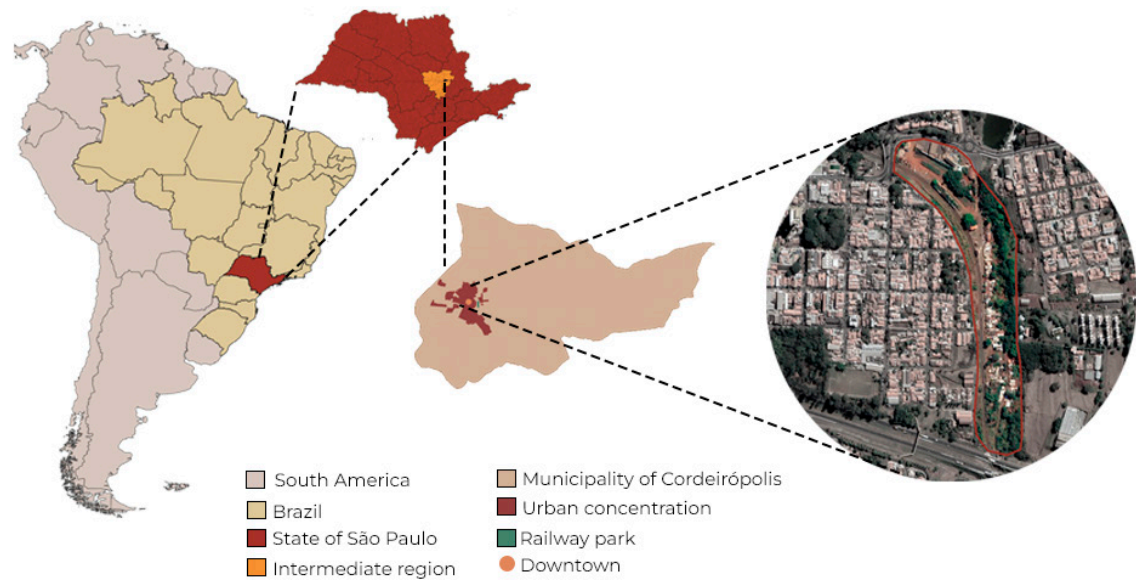 South America
Brazil
State of São Paulo
Intermediate region
Municipality of Cordeirópolis
Urban concentration
Railway park
Downtown